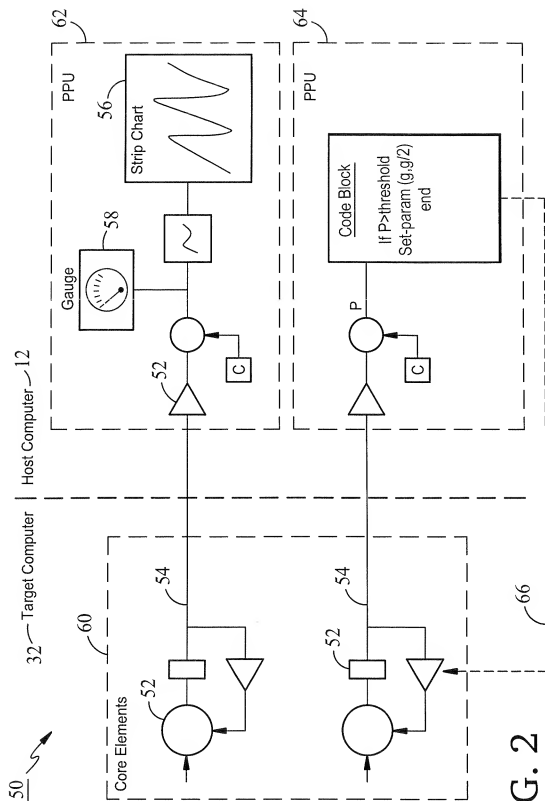 50
32 Target Computer
Host Computer 12
60
Core Elements
52
52
54
52
PPU
62
Gauge
58
C
Strip Chart
56
52
54
PPU
64
P
C
Code Block
If P>threshold
Set-param (g,g/2)
end
66
G. 2